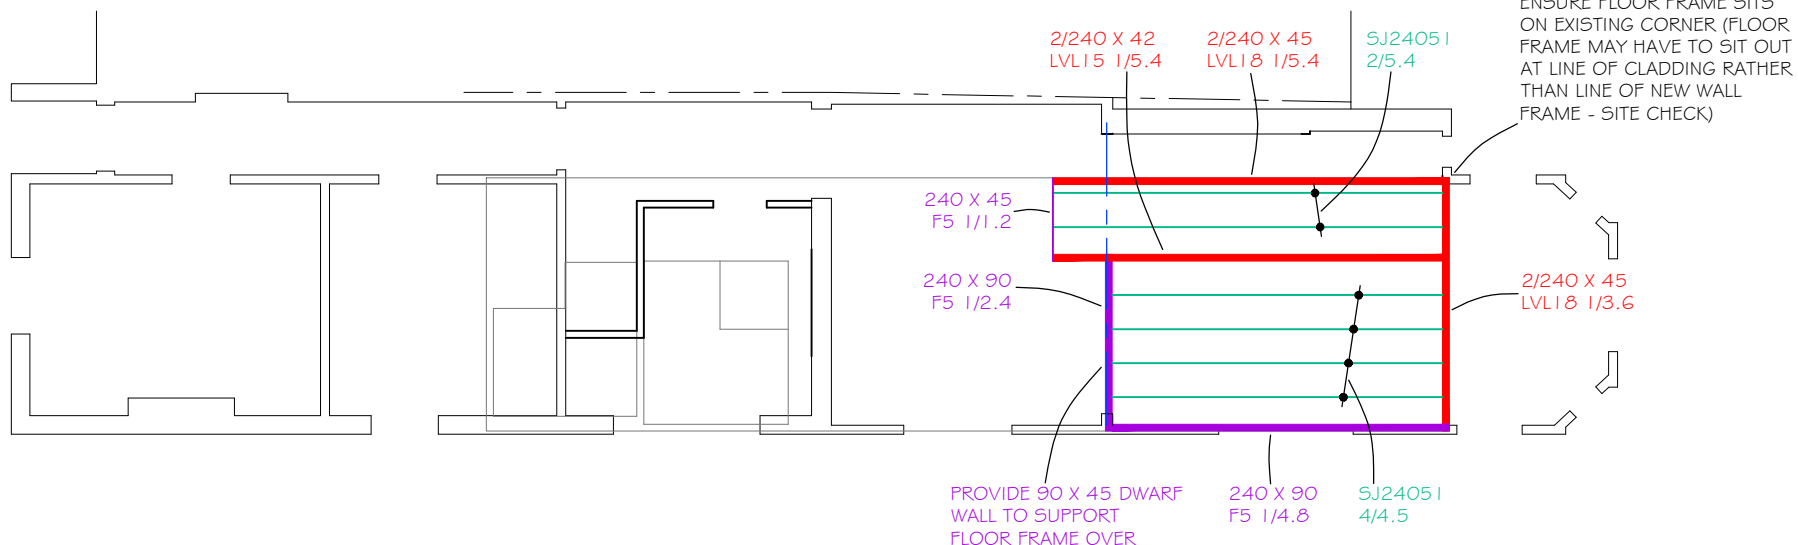 ENSURE FLOOR FRAME SITS
ON EXISTING CORNER (FLOOR
FRAME MAY HAVE TO SIT OUT
AT LINE OF CLADDING RATHER
THAN LINE OF NEW WALL
FRAME - SITE CHECK)
2/240 X 42
LVL15 1/5.4
2/240 X 45
LVL18 1/5.4
SJ24051
2/5.4
240 X 45
F5 1/1.2
240 X 90
F5 1/2.4
2/240 X 45
LVL18 1/3.6
PROVIDE 90 X 45 DWARF
WALL TO SUPPORT
FLOOR FRAME OVER
240 X 90
F5 1/4.8
SJ24051
4/4.5